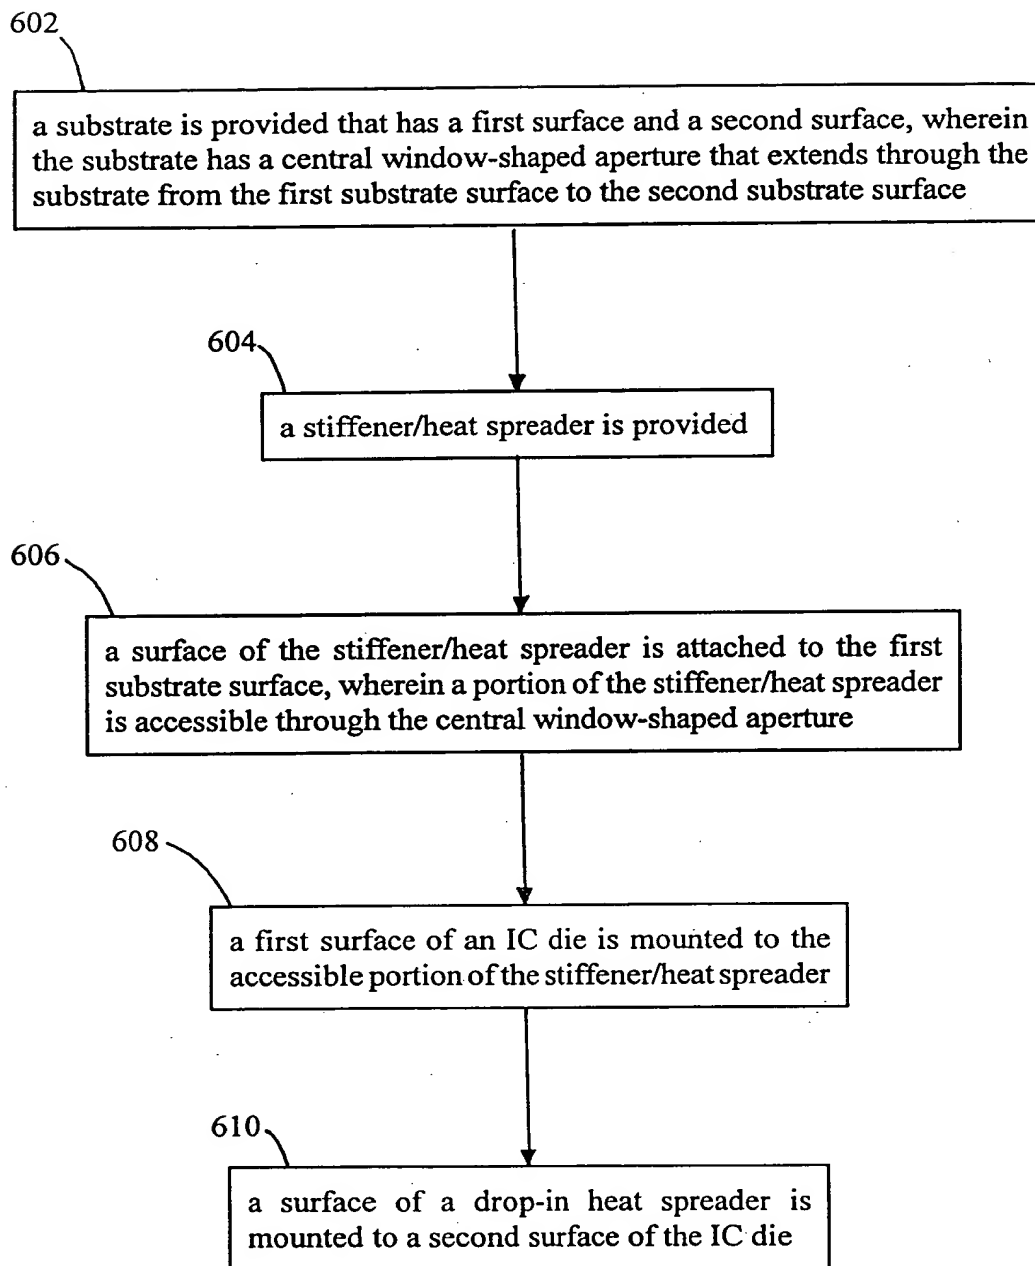 602
a substrate is provided that has a first surface and a second surface, wherein
the substrate has a central window-shaped aperture that extends through the
substrate from the first substrate surface to the second substrate surface
604
a stiffener/heat spreader is provided
606
a surface of the stiffener/heat spreader is attached to the first
substrate surface, wherein a portion of the stiffener/heat spreader
is accessible through the central window-shaped aperture
608
a first surface of an IC die is mounted to the
accessible portion of the stiffener/heat spreader
610
a surface of a drop-in heat spreader is
mounted to a second surface of the IC die